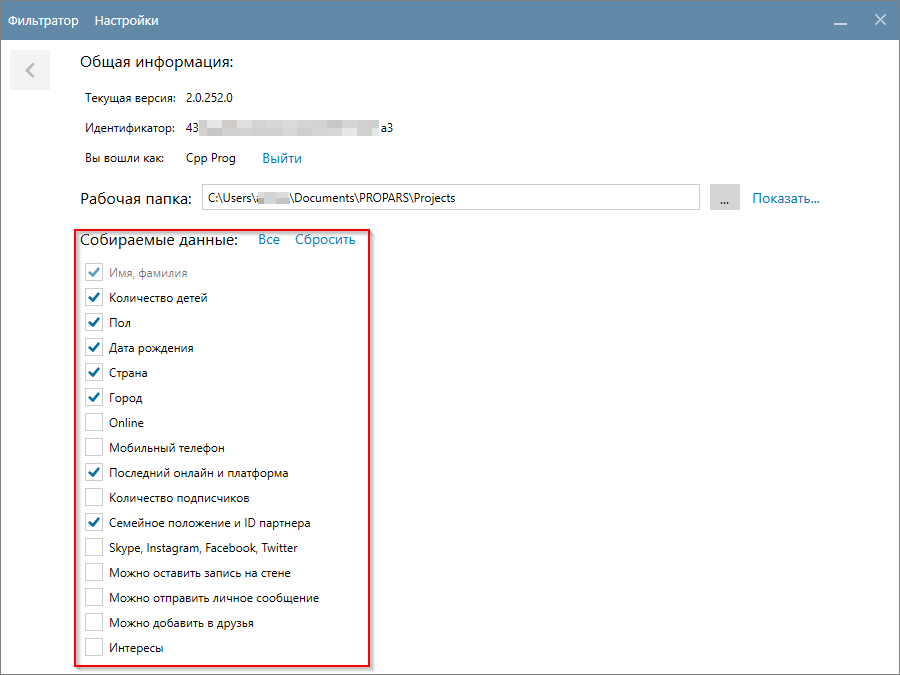 Фильтратор Настройки
Общая информация:
Текущая версия: 2.0.252.0
Идентификатор: 43 a3
Вы вошли как: Cpp Prog Выйти
Рабочая папка: C:\Users\ \Documents\PROPARS\Projects ... Показать...
Собираемые данные: Все Сбросить
Имя, фамилия
Количество детей
Пол
Дата рождения
Страна
Город
Online
Мобильный телефон
Последний онлайн и платформа
Количество подписчиков
Семейное положение и ID партнера
Skype, Instagram, Facebook, Twitter
Можно оставить запись на стене
Можно отправить личное сообщение
Можно добавить в друзья
Интересы